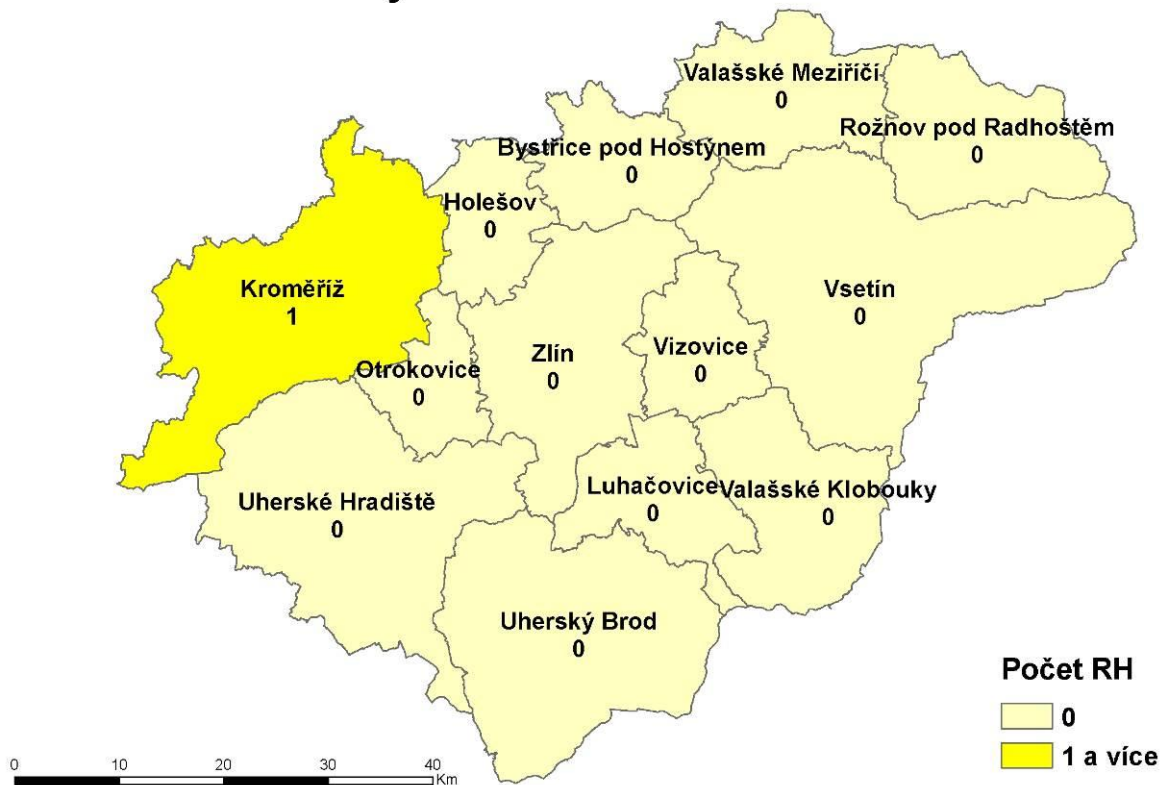 Valašské Meziříčí
0
Rožnov pod Radhoštěm
0
Bystřice pod Hostýnem
0
Holešov
0
Kroměříž
1
Vsetín
0
Zlín
0
Vizovice
0
Otrokovice
0
Luhačovice
0
Valašské Klobouky
0
Uherské Hradiště
0
Uherský Brod
0
Počet RH
0
1 a více
0 10 20 30 40
Km